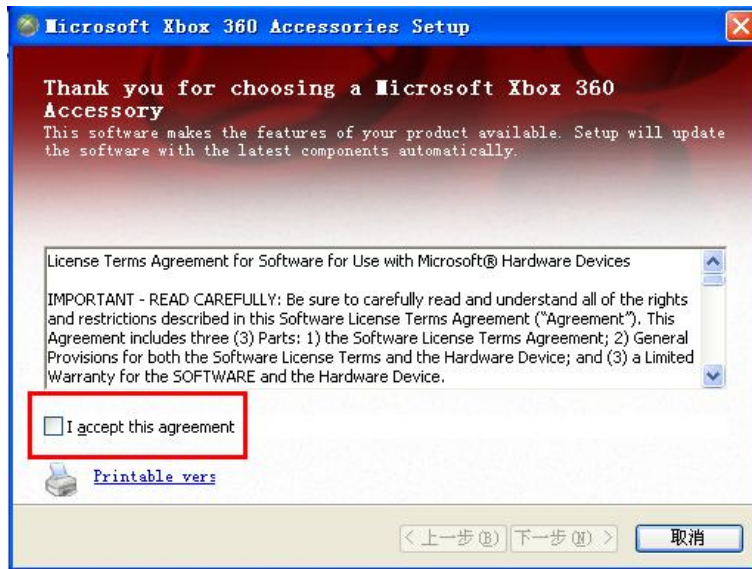 Microsoft Xbox 360 Accessories Setup
Thank you for choosing a Microsoft Xbox 360
Accessory
This software makes the features of your product available. Setup will update
the software with the latest components automatically.
License Terms Agreement for Software for Use with Microsoft® Hardware Devices
IMPORTANT - READ CAREFULLY: Be sure to carefully read and understand all of the rights
and restrictions described in this Software License Terms Agreement (“Agreement”). This
Agreement includes three (3) Parts: 1) the Software License Terms Agreement; 2) General
Provisions for both the Software License Terms and the Hardware Device; and (3) a Limited
Warranty for the SOFTWARE and the Hardware Device.
I accept this agreement
Printable vers
< 上一步(B) 下一步(N) > 取消